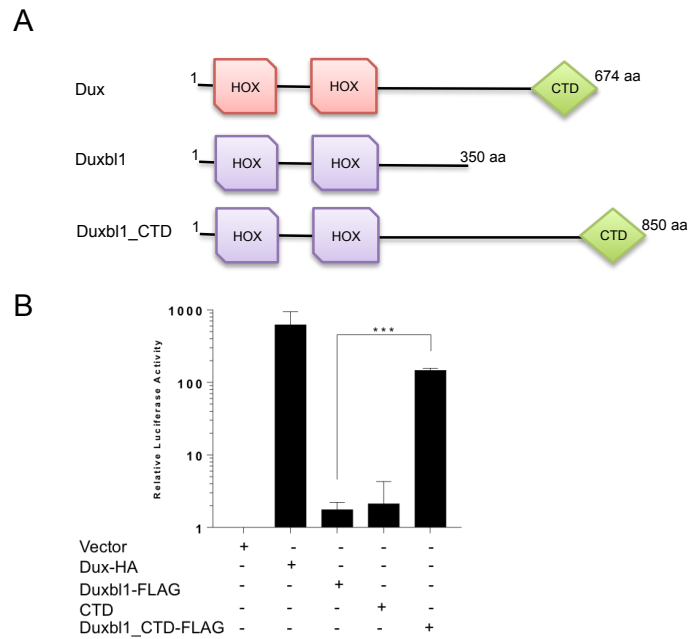 A
Dux 1 HOX HOX CTD 674 aa
Duxbl1 1 HOX HOX 350 aa
Duxbl1_CTD 1 HOX HOX CTD 850 aa
B
Relative Luciferase Activity
1000
100
10
1
***
Vector + - - - -
Dux-HA - + - - -
Duxbl1-FLAG - - + - -
CTD - - - + -
Duxbl1_CTD-FLAG - - - - +